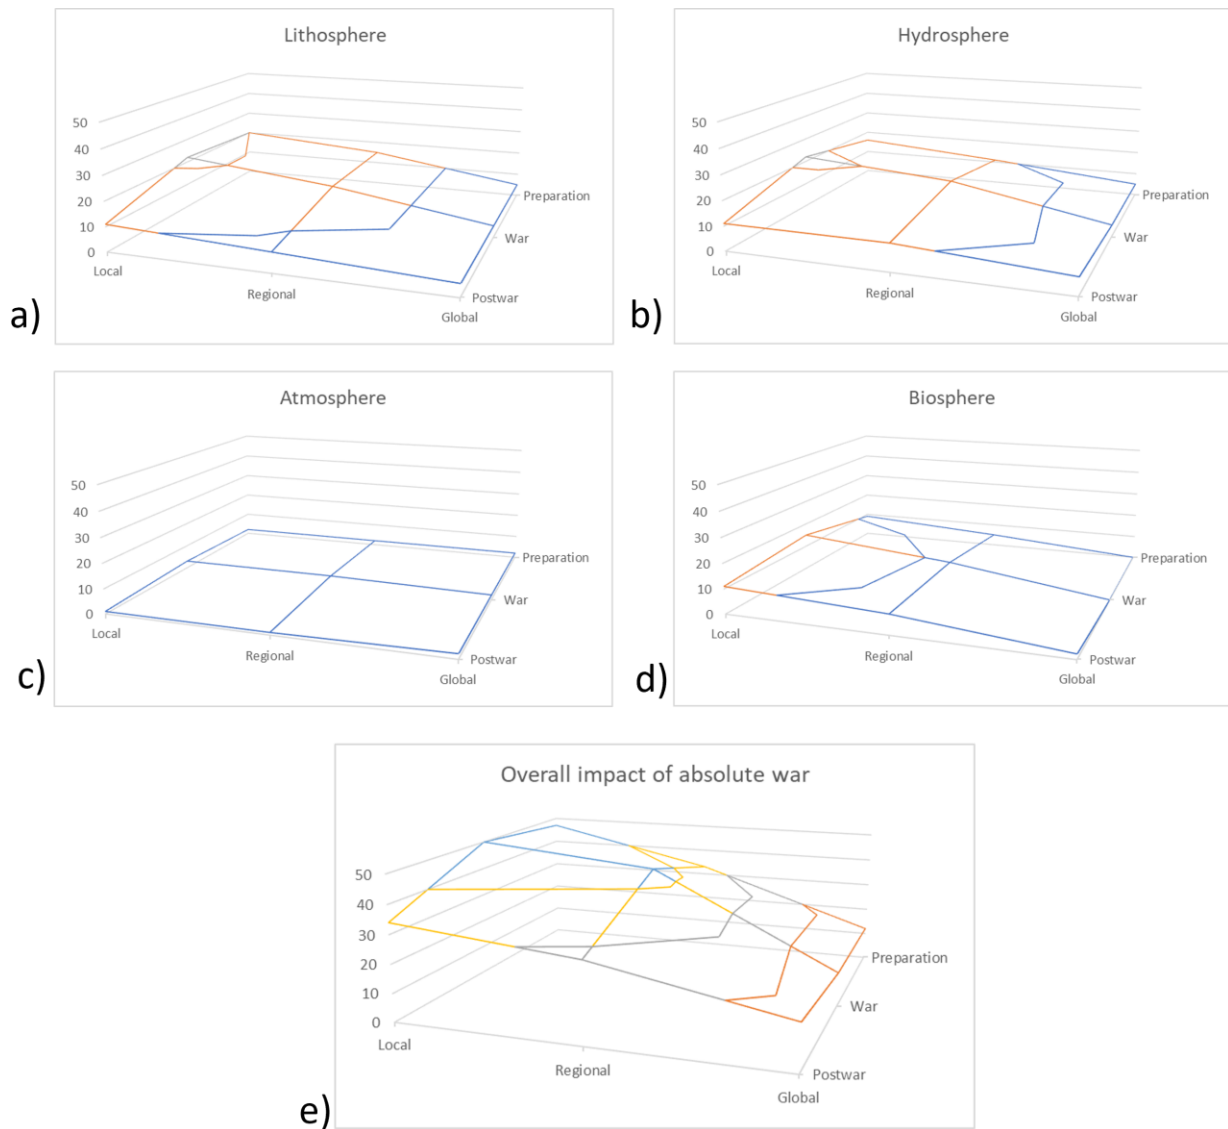 Lithosphere
50
40
30
20
10
0
Local
Regional
Global
Preparation
War
Postwar
a)
Hydrosphere
50
40
30
20
10
0
Local
Regional
Global
Preparation
War
Postwar
b)
Atmosphere
50
40
30
20
10
0
Local
Regional
Global
Preparation
War
Postwar
c)
Biosphere
50
40
30
20
10
0
Local
Regional
Global
Preparation
War
Postwar
d)
Overall impact of absolute war
50
40
30
20
10
0
Local
Regional
Global
Preparation
War
Postwar
e)